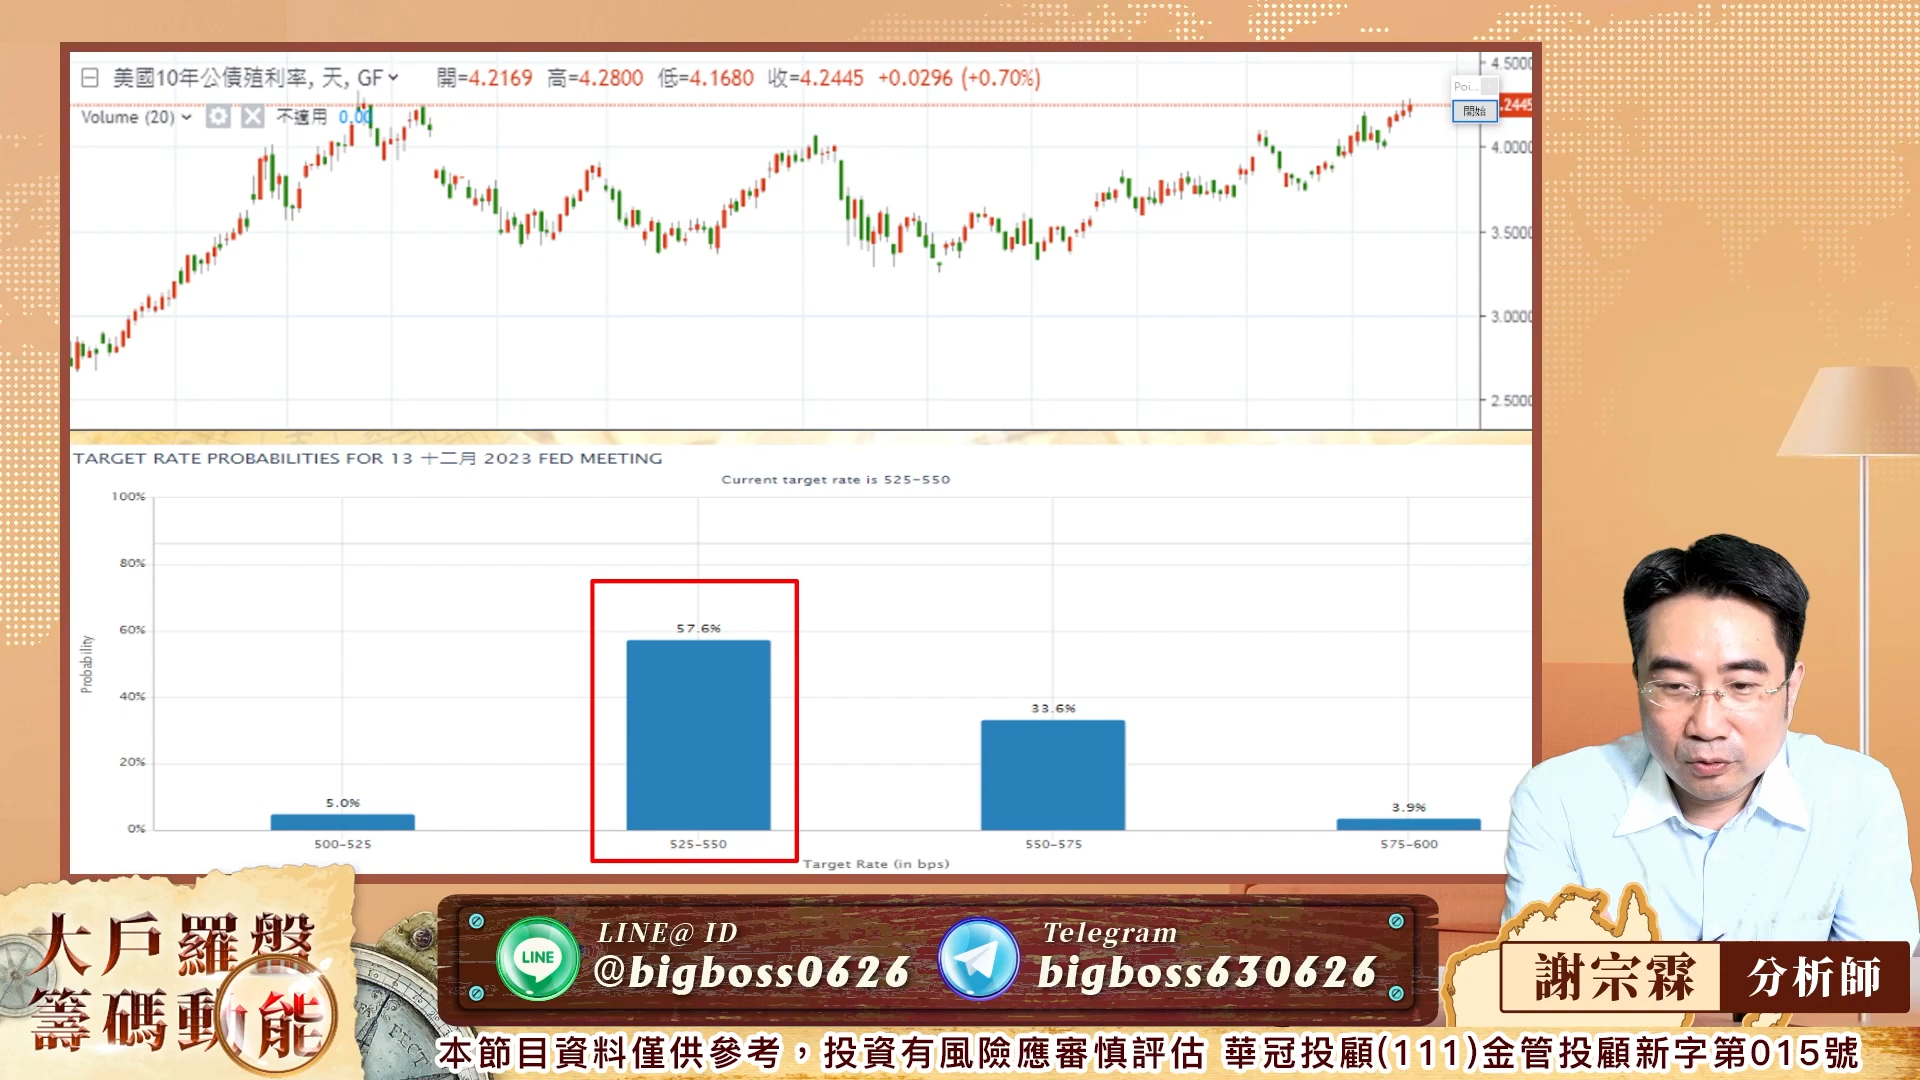 美國10年公債殖利率, 天, GF 開=4.2169 高=4.2800 低=4.1680 收=4.2445 +0.0296 (+0.70%)
Volume (20) 不適用
4.5000
Poi...
開始
.2445
4.0000
3.5000
3.0000
2.5000
TARGET RATE PROBABILITIES FOR 13 十二月 2023 FED MEETING
Current target rate is 525-550
100%
80%
60%
40%
20%
0%
Probability
5.0%
57.6%
33.6%
3.9%
500-525
525-550
550-575
575-600
Target Rate (in bps)
大戶羅盤
籌碼動能
LINE
LINE@ ID
@bigboss0626
Telegram
bigboss630626
謝宗霖 分析師
本節目資料僅供參考，投資有風險應審慎評估 華冠投顧(111)金管投顧新字第015號